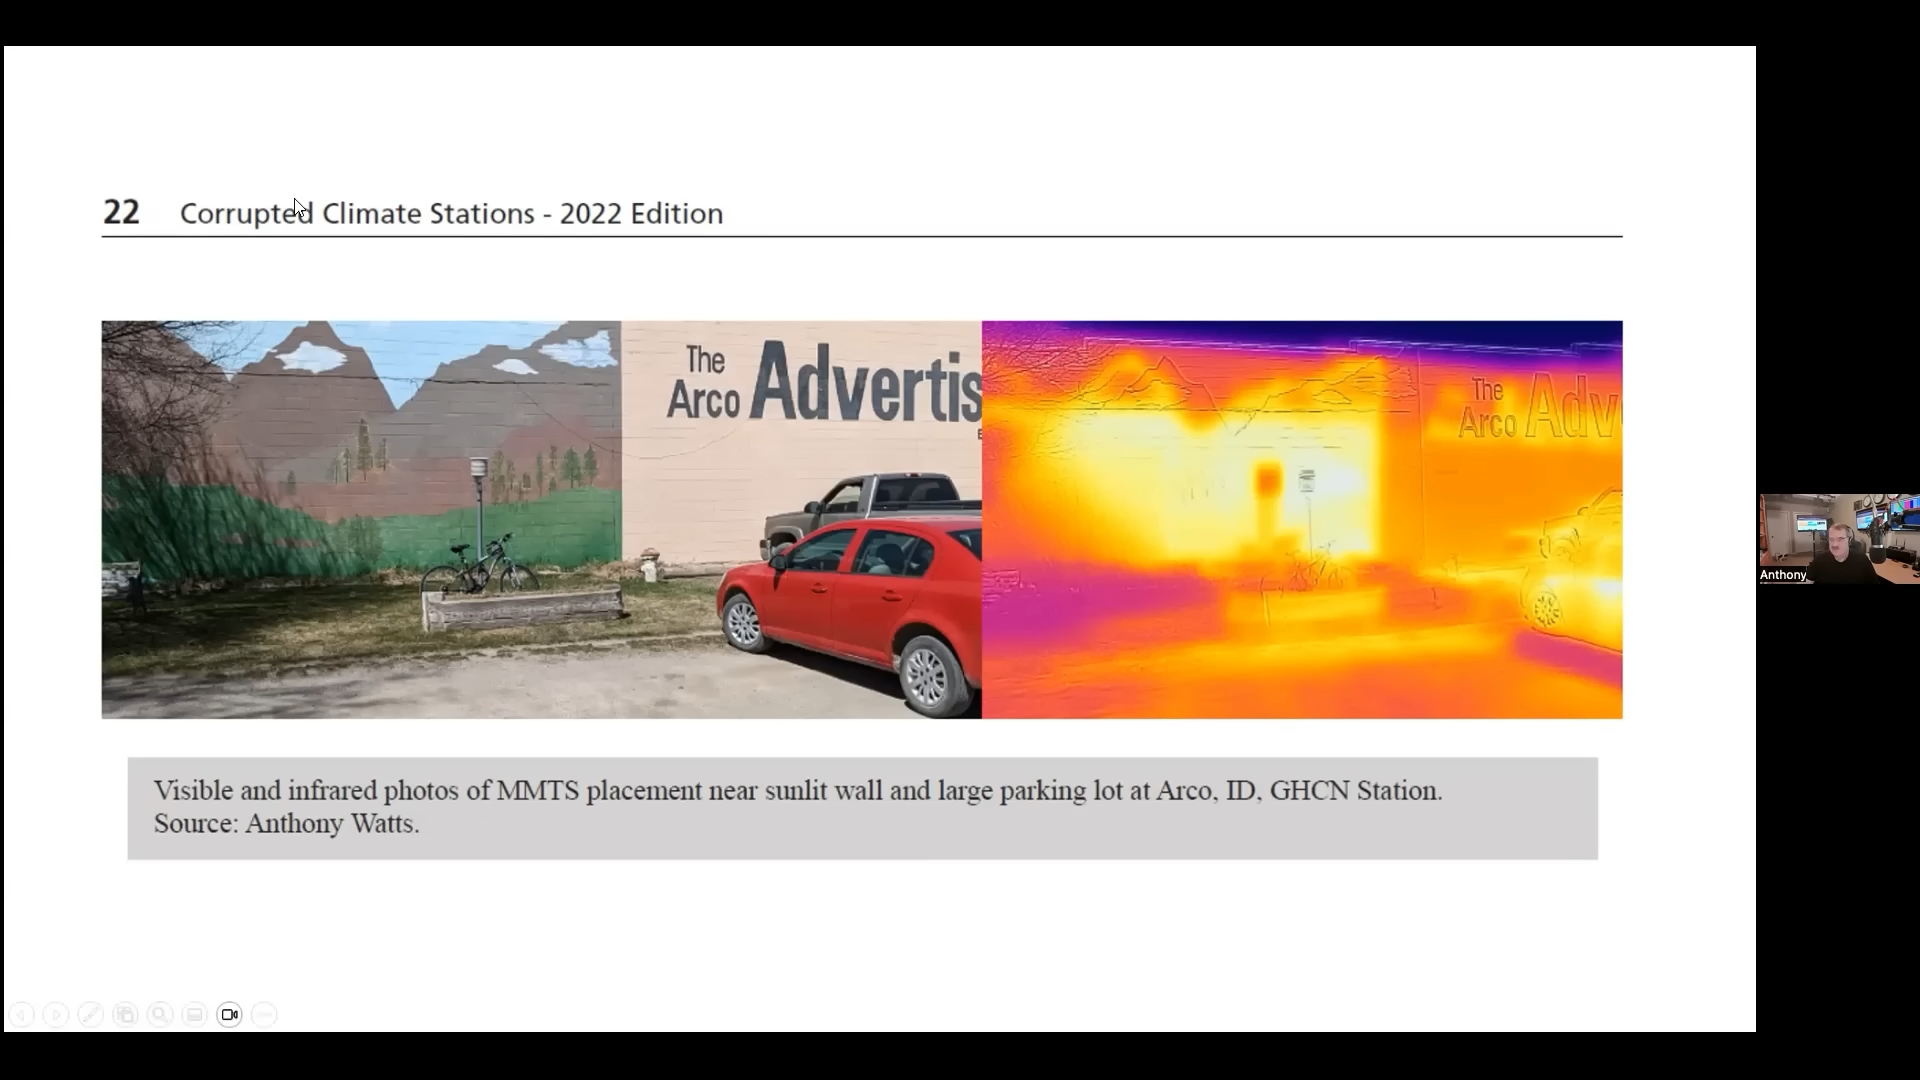 22 Corrupted Climate Stations - 2022 Edition
The
Arco Advertis
The
Arco Adv
Visible and infrared photos of MMTS placement near sunlit wall and large parking lot at Arco, ID, GHCN Station.
Source: Anthony Watts.
Anthony